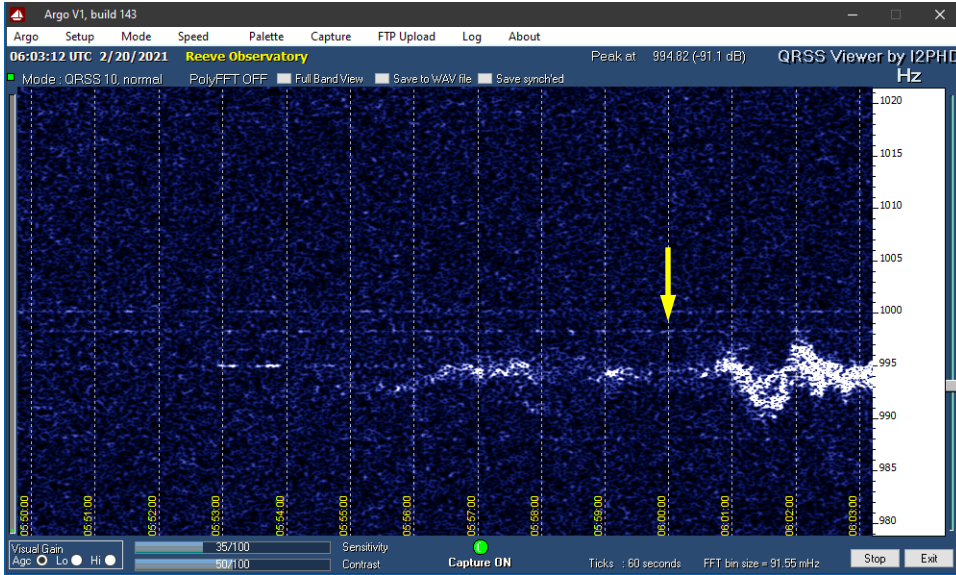 Argo V1, build 143
Argo Setup Mode Speed Palette Capture FTP Upload Log About
06:03:12 UTC 2/20/2021 Reeve Observatory Peak at 994.82 (-91.1 dB) QRSS Viewer by I2PHD
Mode : QRSS 10, normal PolyFFT OFF Full Band View Save to WAV file Save synch'ed Hz
1020
1015
1010
1005
1000
995
990
985
980
05:50:00 05:51:00 05:52:00 05:53:00 05:54:00 05:55:00 05:56:00 05:57:00 05:58:00 05:59:00 06:00:00 06:01:00 06:02:00 06:03:00
Visual Gain 35/100 Sensitivity
Agc Lo Hi 50/100 Contrast Capture ON Ticks : 60 seconds FFT bin size = 91.55 mHz Stop Exit